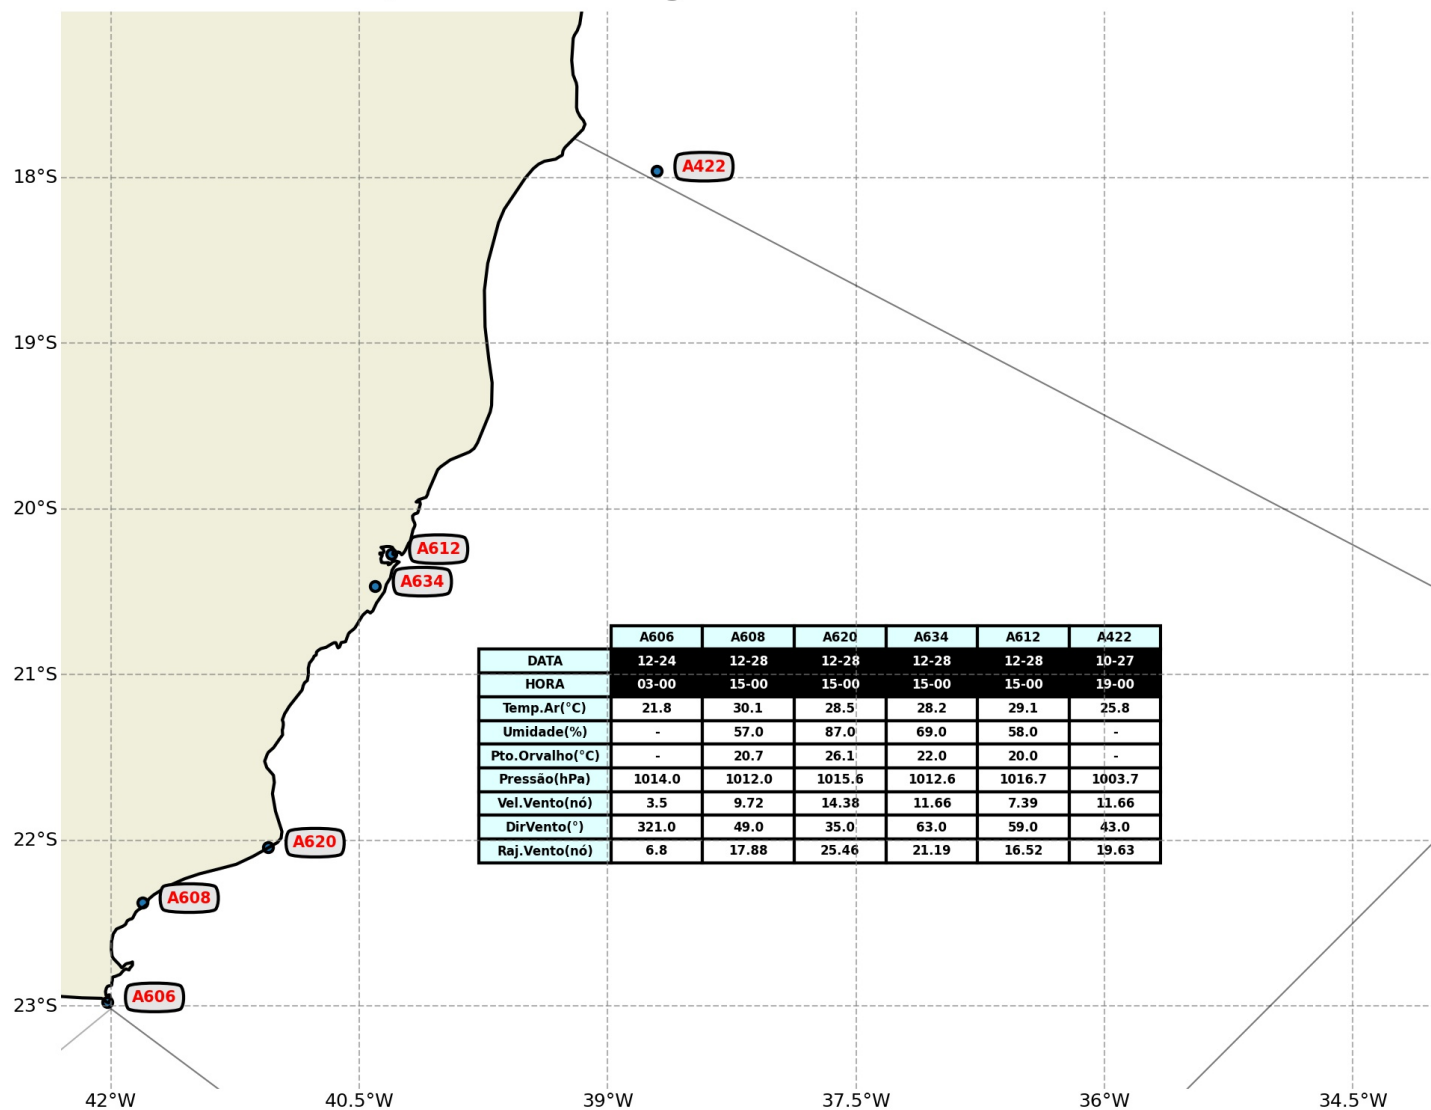 A422
18°S
19°S
20°S
A612
A634
A606 A608 A620 A634 A612 A422
DATA 12-24 12-28 12-28 12-28 12-28 10-27
21°S
HORA 03-00 15-00 15-00 15-00 15-00 19-00
Temp.Ar(°C) 21.8 30.1 28.5 28.2 29.1 25.8
Umidade(%) - 57.0 87.0 69.0 58.0 -
Pto.Orvalho(°C) - 20.7 26.1 22.0 20.0 -
Pressão(hPa) 1014.0 1012.0 1015.6 1012.6 1016.7 1003.7
Vel.Vento(nó) 3.5 9.72 14.38 11.66 7.39 11.66
DirVento(°) 321.0 49.0 35.0 63.0 59.0 43.0
22°S
A620
Raj.Vento(nó) 6.8 17.88 25.46 21.19 16.52 19.63
A608
A606
23°S
42°W 40.5°W 39°W 37.5°W 36°W 34.5°W